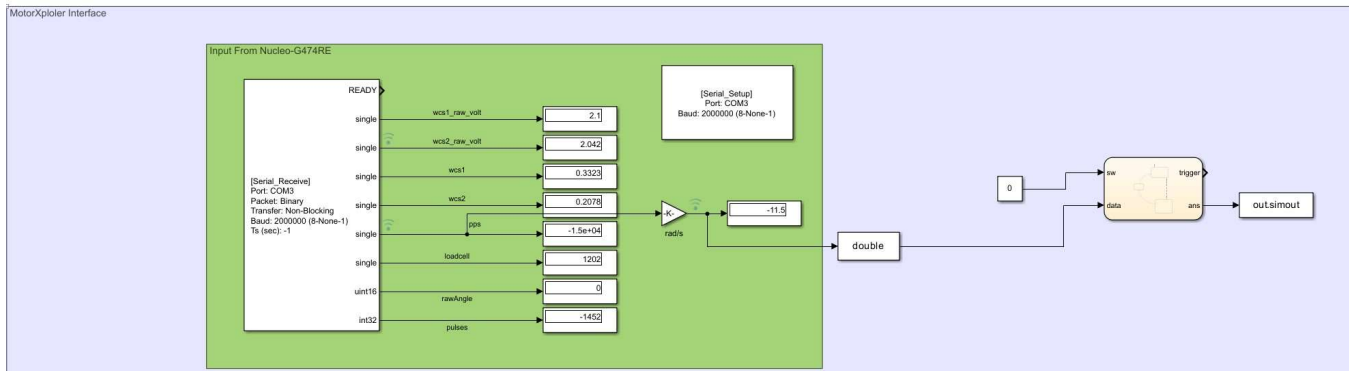 MotorXploler Interface
Input From Nucleo-G474RE
READY
single
wcs1_raw_volt
2.1
single
wcs2_raw_volt
2.042
single
wcs1
0.3323
single
wcs2
0.2078
single
pps
-1.5e+04
single
loadcell
1202
uint16
rawAngle
0
int32
pulses
-1452
[Serial_Receive]
Port: COM3
Packet: Binary
Transfer: Non-Blocking
Baud: 2000000 (8-None-1)
Ts (sec): -1
[Serial_Setup]
Port: COM3
Baud: 2000000 (8-None-1)
-K-
rad/s
-11.5
double
0
sw
data
trigger
ans
out.simout